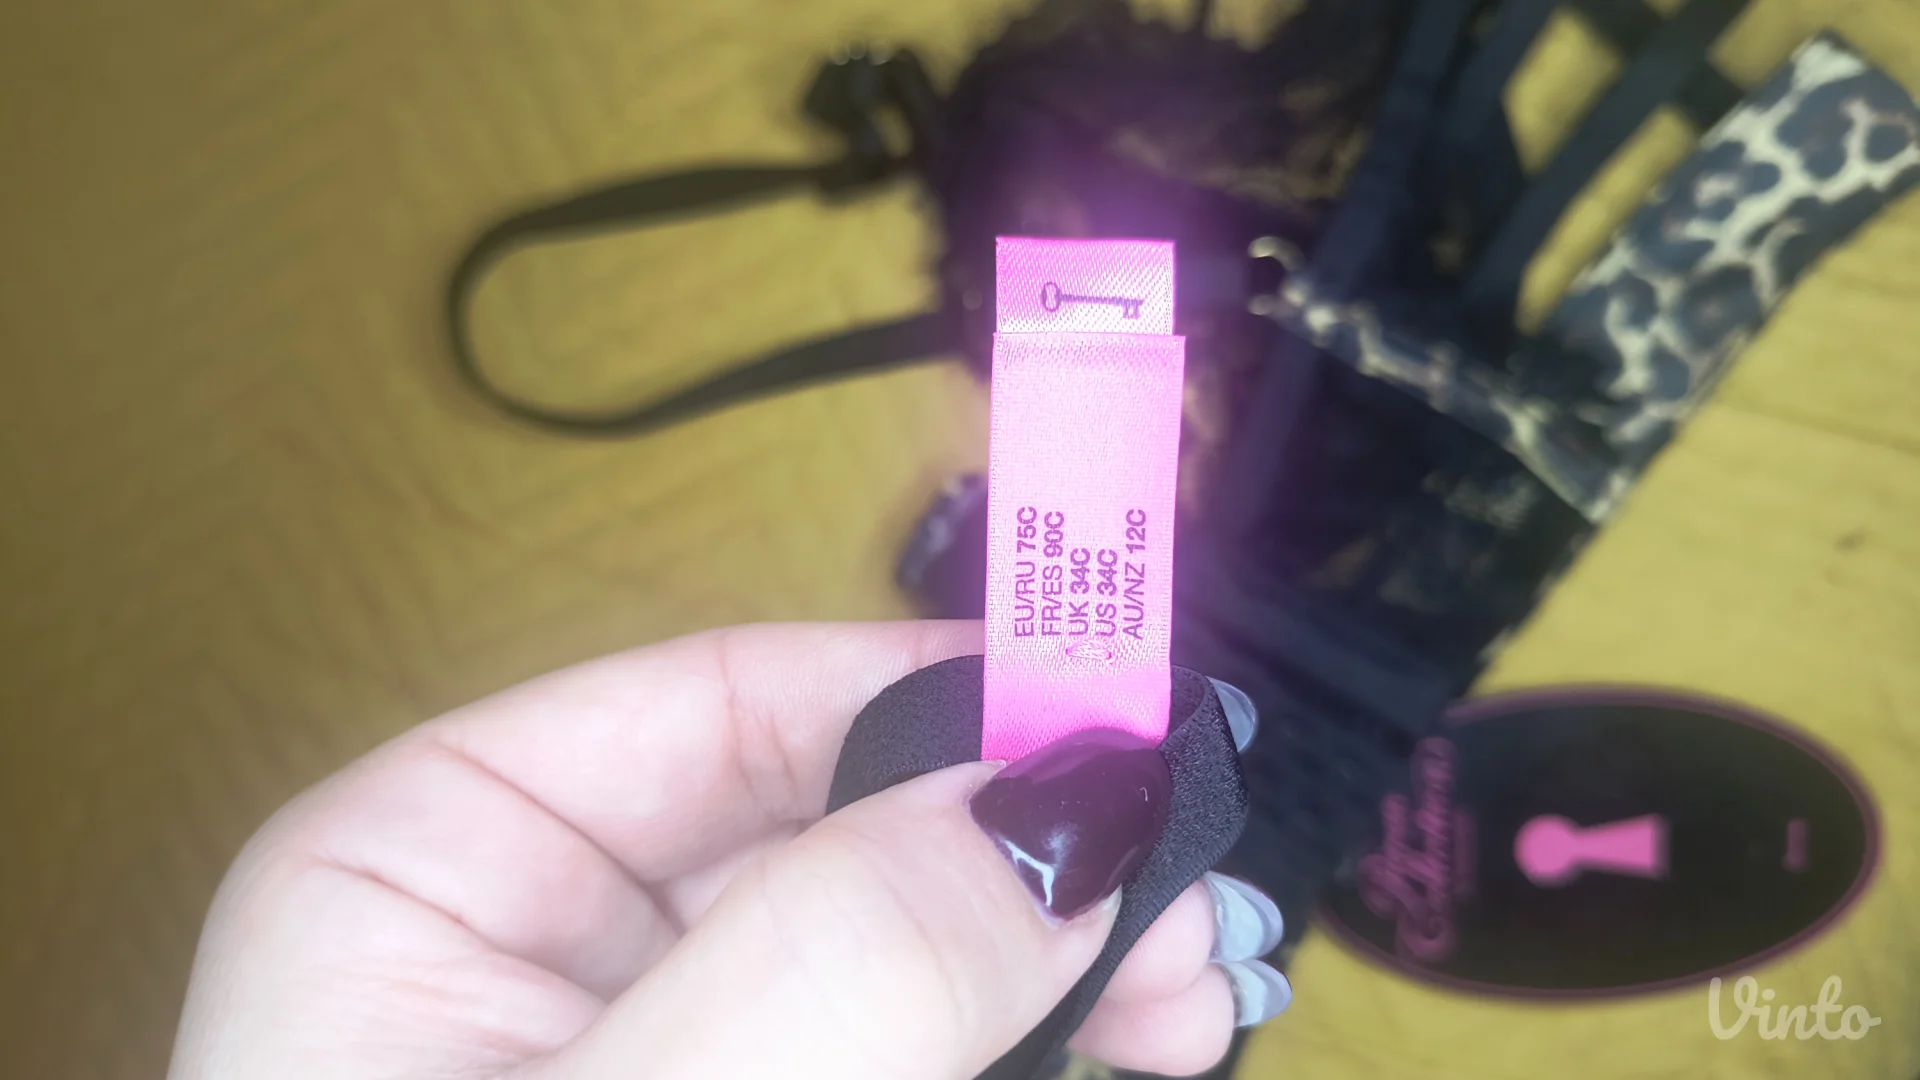 EU/RU 75C
FR/ES 90C
UK 34C
US 34C
AU/NZ 12C
Vinto